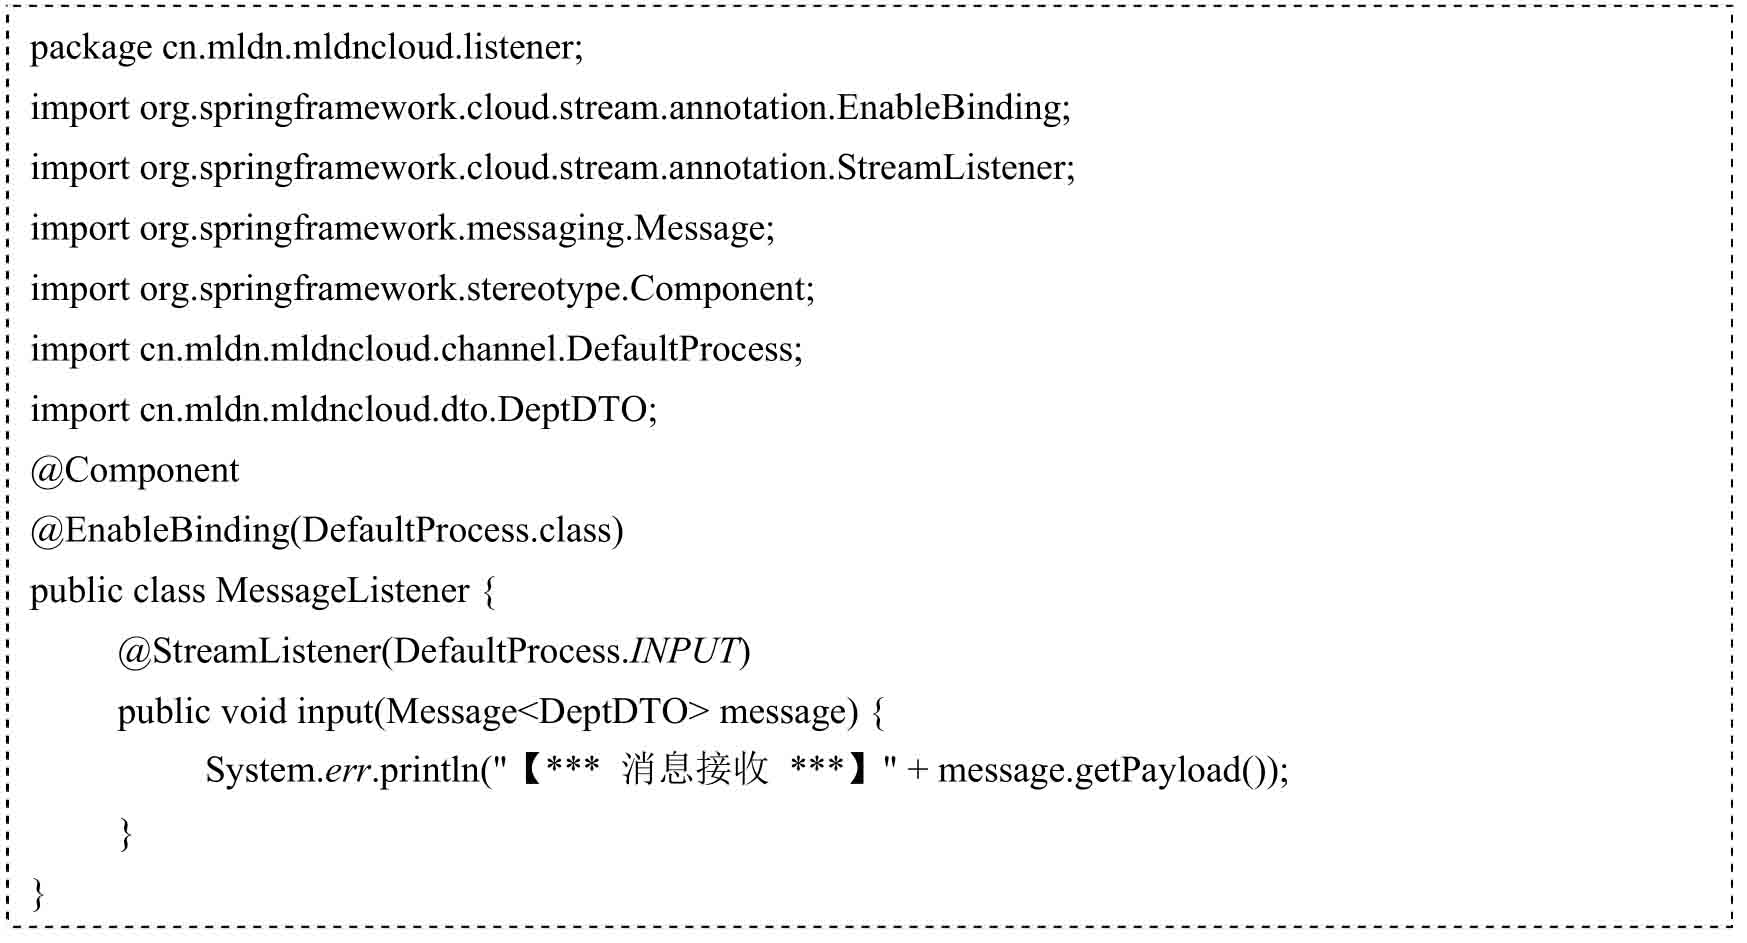 package cn.mldn.mldncloud.listener;
import org.springframework.cloud.stream.annotation.EnableBinding;
import org.springframework.cloud.stream.annotation.StreamListener;
import org.springframework.messaging.Message;
import org.springframework.stereotype.Component;
import cn.mldn.mldncloud.channel.DefaultProcess;
import cn.mldn.mldncloud.dto.DeptDTO;
@Component
@EnableBinding(DefaultProcess.class)
public class MessageListener {
    @StreamListener(DefaultProcess.INPUT)
    public void input(Message<DeptDTO> message) {
        System.err.println("【*** 消息接收 ***】" + message.getPayload());
    }
}